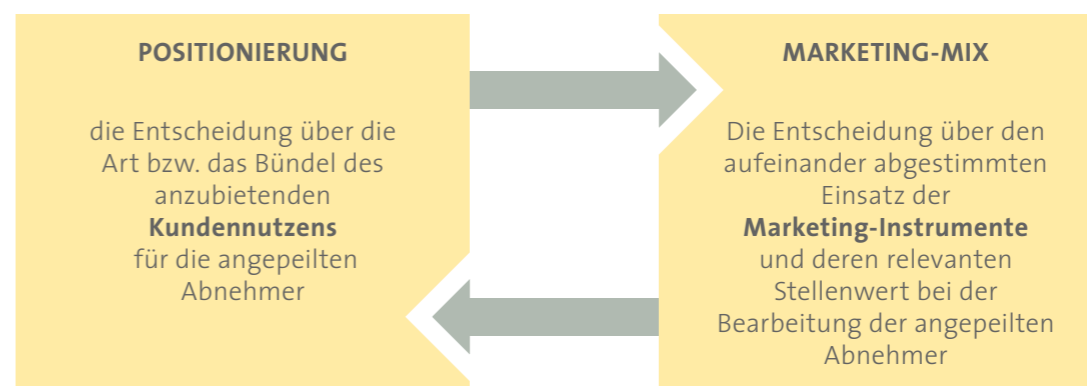 POSITIONIERUNG
die Entscheidung über die
Art bzw. das Bündel des
anzubietenden
Kundennutzens
für die angepeilten
Abnehmer
MARKETING-MIX
Die Entscheidung über den
aufeinander abgestimmten
Einsatz der
Marketing-Instrumente
und deren relevanten
Stellenwert bei der
Bearbeitung der angepeilten
Abnehmer